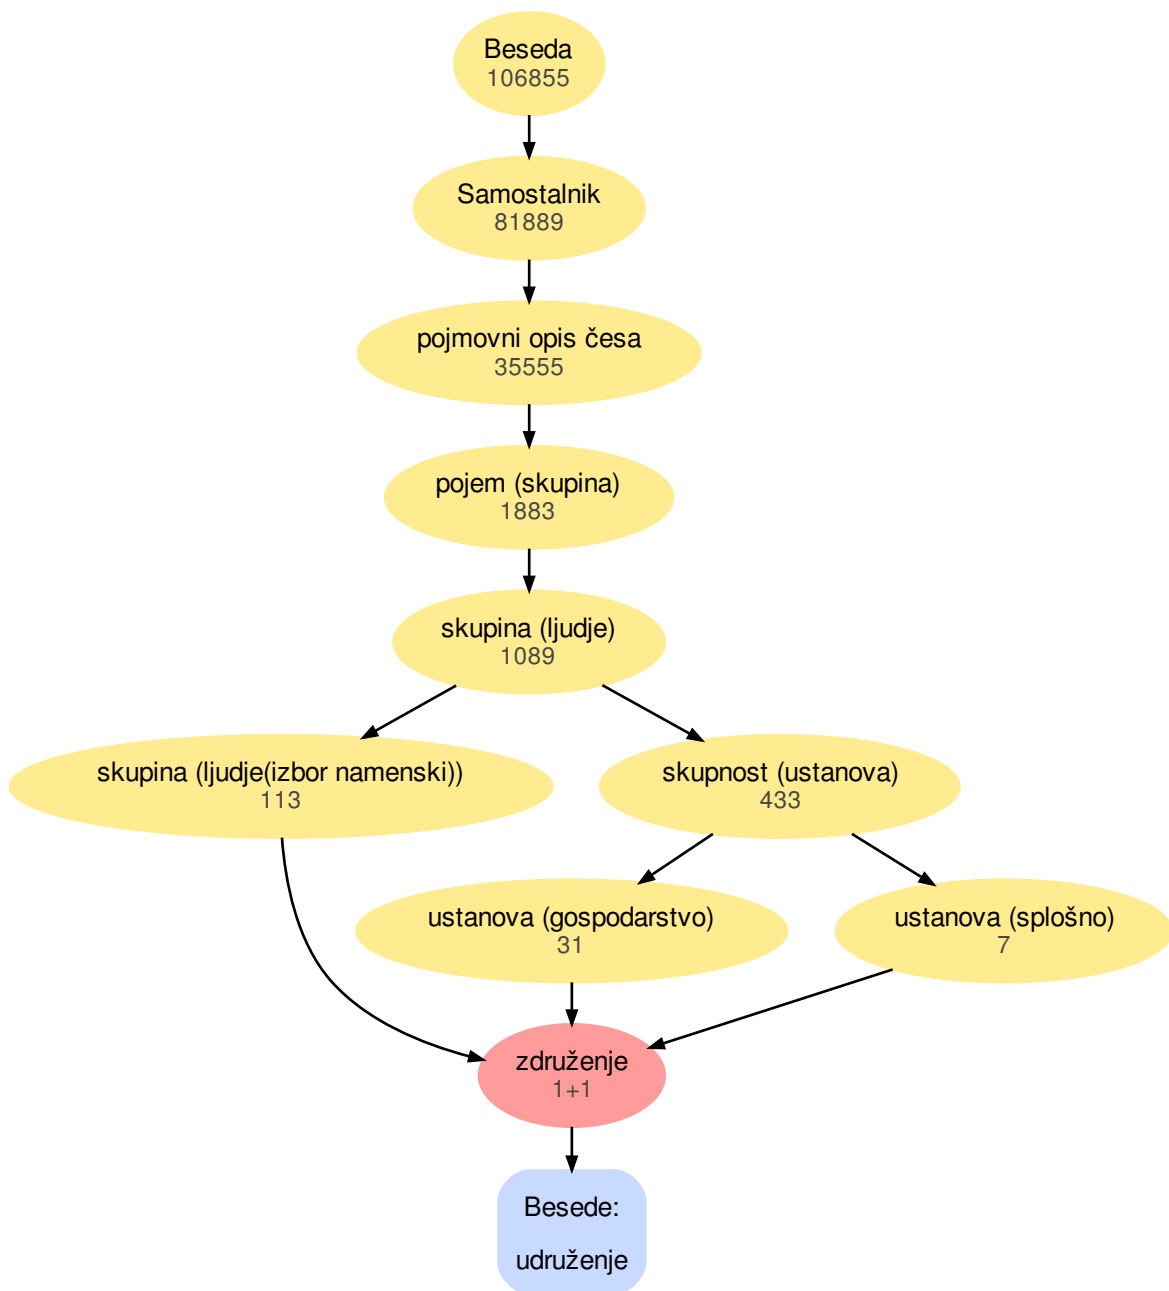 Beseda
106855
Samostalnik
81889
pojmovni opis česa
35555
pojem (skupina)
1883
skupina (ljudje)
1089
skupina (ljudje(izbor namenski))
113
skupnost (ustanova)
433
ustanova (gospodarstvo)
31
ustanova (splošno)
7
združenje
1+1
Besede:
udruženje